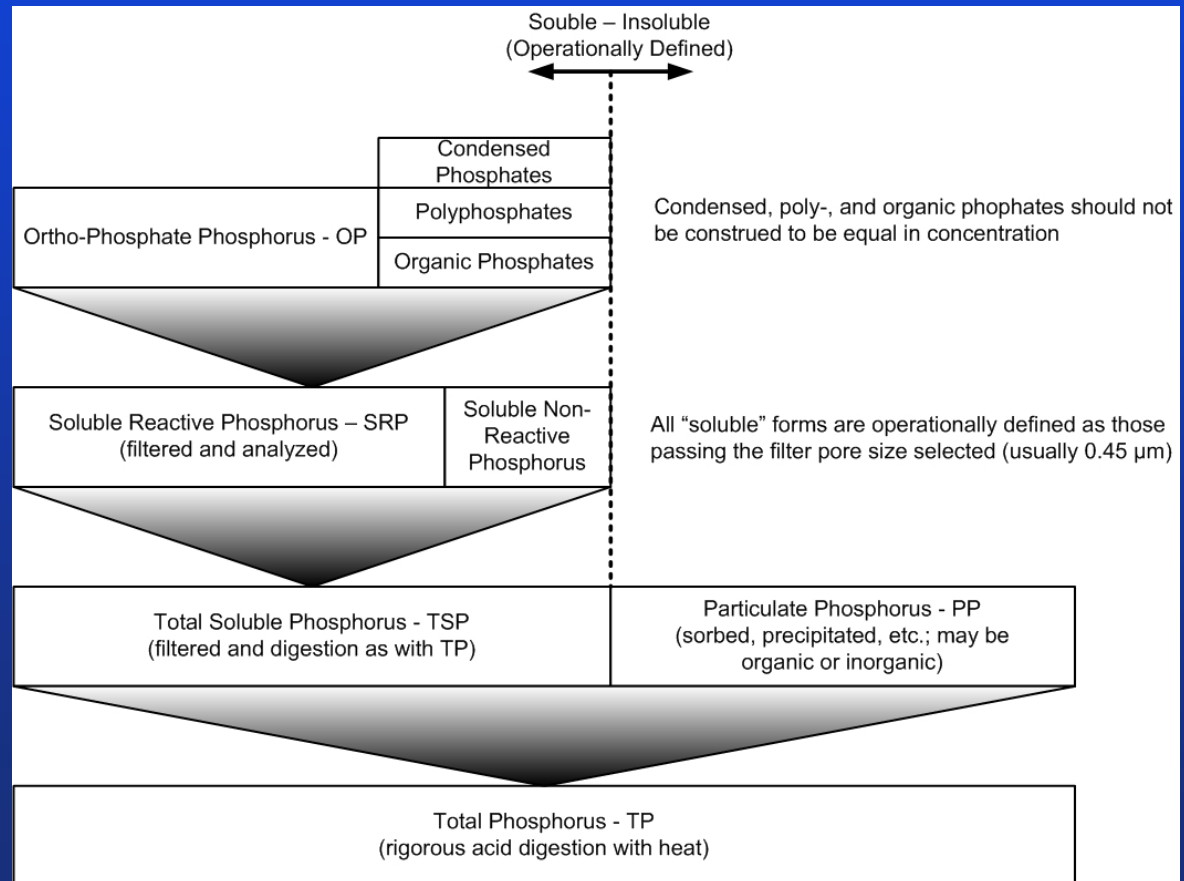 Souble – Insoluble
(Operationally Defined)
Condensed
Phosphates
Ortho-Phosphate Phosphorus - OP
Polyphosphates
Organic Phosphates
Condensed, poly-, and organic phophates should not
be construed to be equal in concentration
Soluble Reactive Phosphorus – SRP
(filtered and analyzed)
Soluble Non-
Reactive
Phosphorus
All “soluble” forms are operationally defined as those
passing the filter pore size selected (usually 0.45 µm)
Total Soluble Phosphorus - TSP
(filtered and digestion as with TP)
Particulate Phosphorus - PP
(sorbed, precipitated, etc.; may be
organic or inorganic)
Total Phosphorus - TP
(rigorous acid digestion with heat)